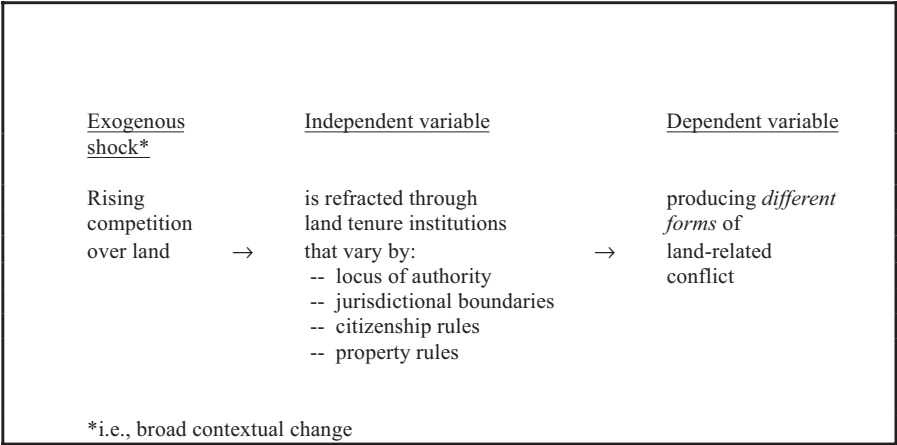 Exogenous shock*
Independent variable
Dependent variable
Rising
competition
over land →
is refracted through
land tenure institutions
that vary by: →
-- locus of authority
-- jurisdictional boundaries
-- citizenship rules
-- property rules
producing different
forms of
land-related
conflict
*i.e., broad contextual change